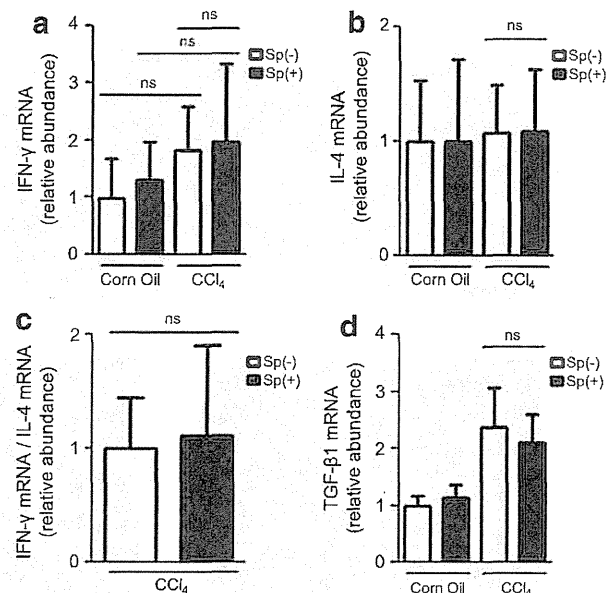 a
ns
ns
ns
Sp(-)
Sp(+)
4
3
2
1
0
IFN-γ mRNA
(relative abundance)
Corn Oil
CCl₄
b
ns
Sp(-)
Sp(+)
2
1
0
IL-4 mRNA
(relative abundance)
Corn Oil
CCl₄
c
ns
Sp(-)
Sp(+)
2
1
0
IFN-γ mRNA / IL-4 mRNA
(relative abundance)
CCl₄
d
ns
Sp(-)
Sp(+)
4
3
2
1
0
TGF-β1 mRNA
(relative abundance)
Corn Oil
CCl₄